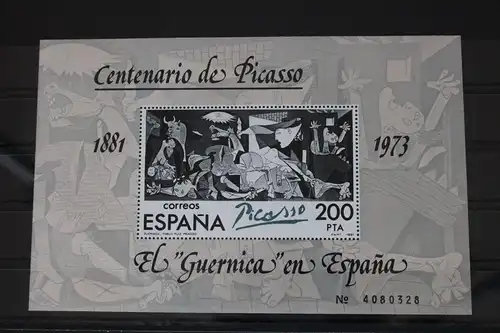 Centenario de Picasso
1881
1973
correos
ESPAÑA
Picasso
200
PTA
El "Guernica" en España
Nº 4080328